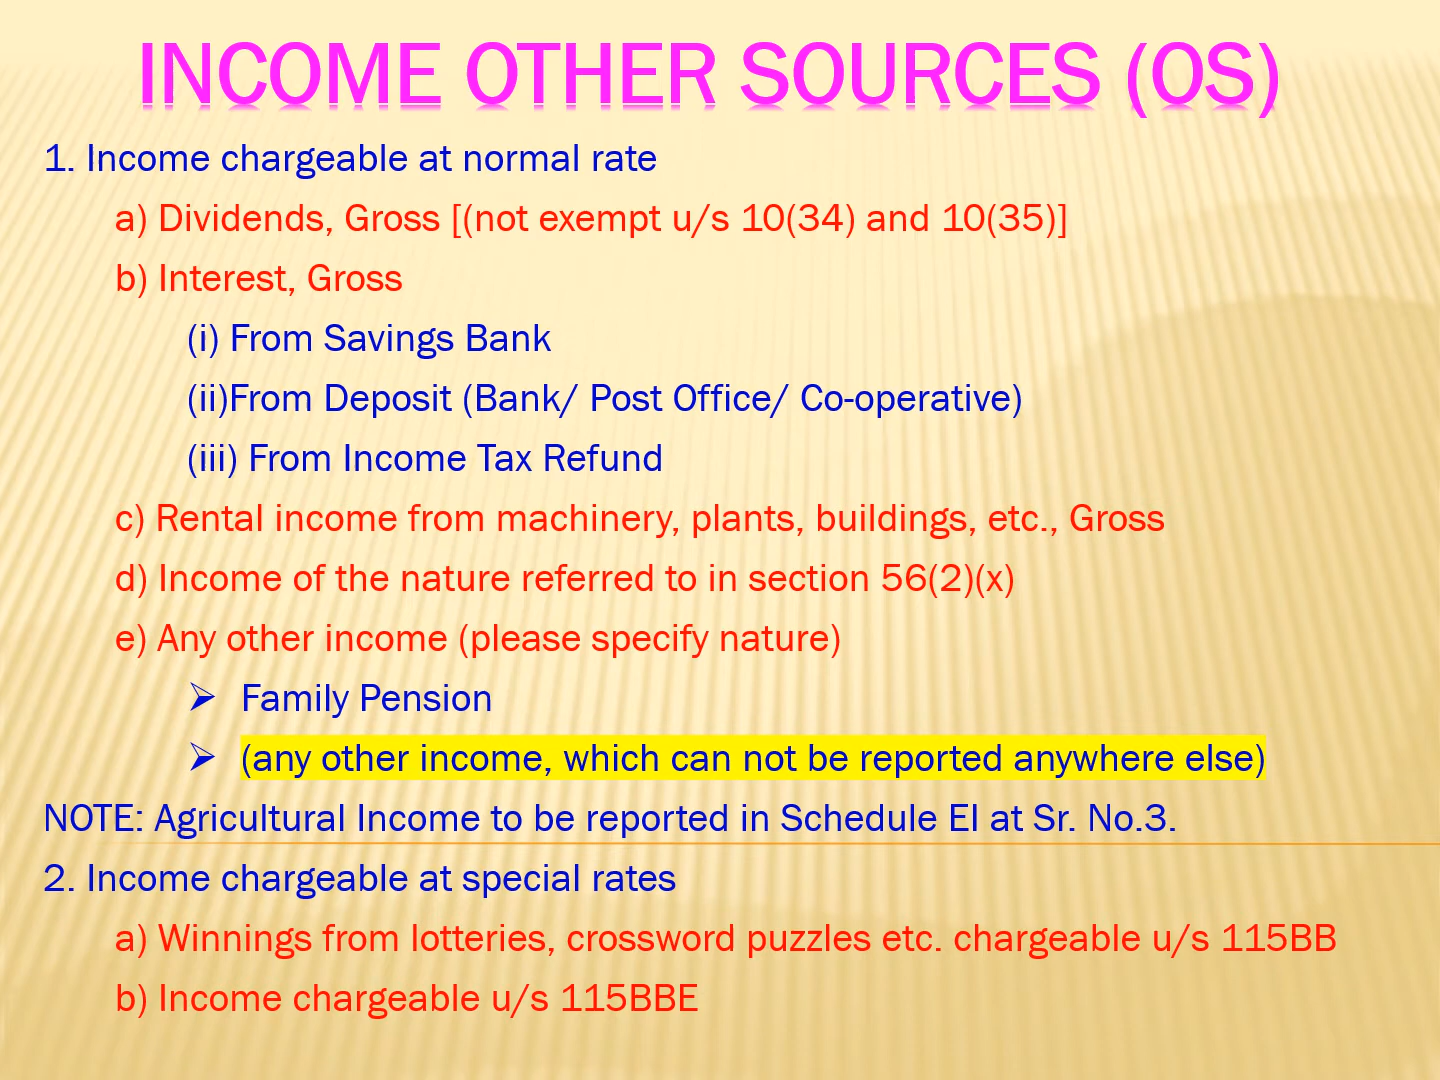 INCOME OTHER SOURCES (OS)
1. Income chargeable at normal rate
a) Dividends, Gross [(not exempt u/s 10(34) and 10(35)]
b) Interest, Gross
(i) From Savings Bank
(ii)From Deposit (Bank/ Post Office/ Co-operative)
(iii) From Income Tax Refund
c) Rental income from machinery, plants, buildings, etc., Gross
d) Income of the nature referred to in section 56(2)(x)
e) Any other income (please specify nature)
➢ Family Pension
➢ (any other income, which can not be reported anywhere else)
NOTE: Agricultural Income to be reported in Schedule EI at Sr. No.3.
2. Income chargeable at special rates
a) Winnings from lotteries, crossword puzzles etc. chargeable u/s 115BB
b) Income chargeable u/s 115BBE